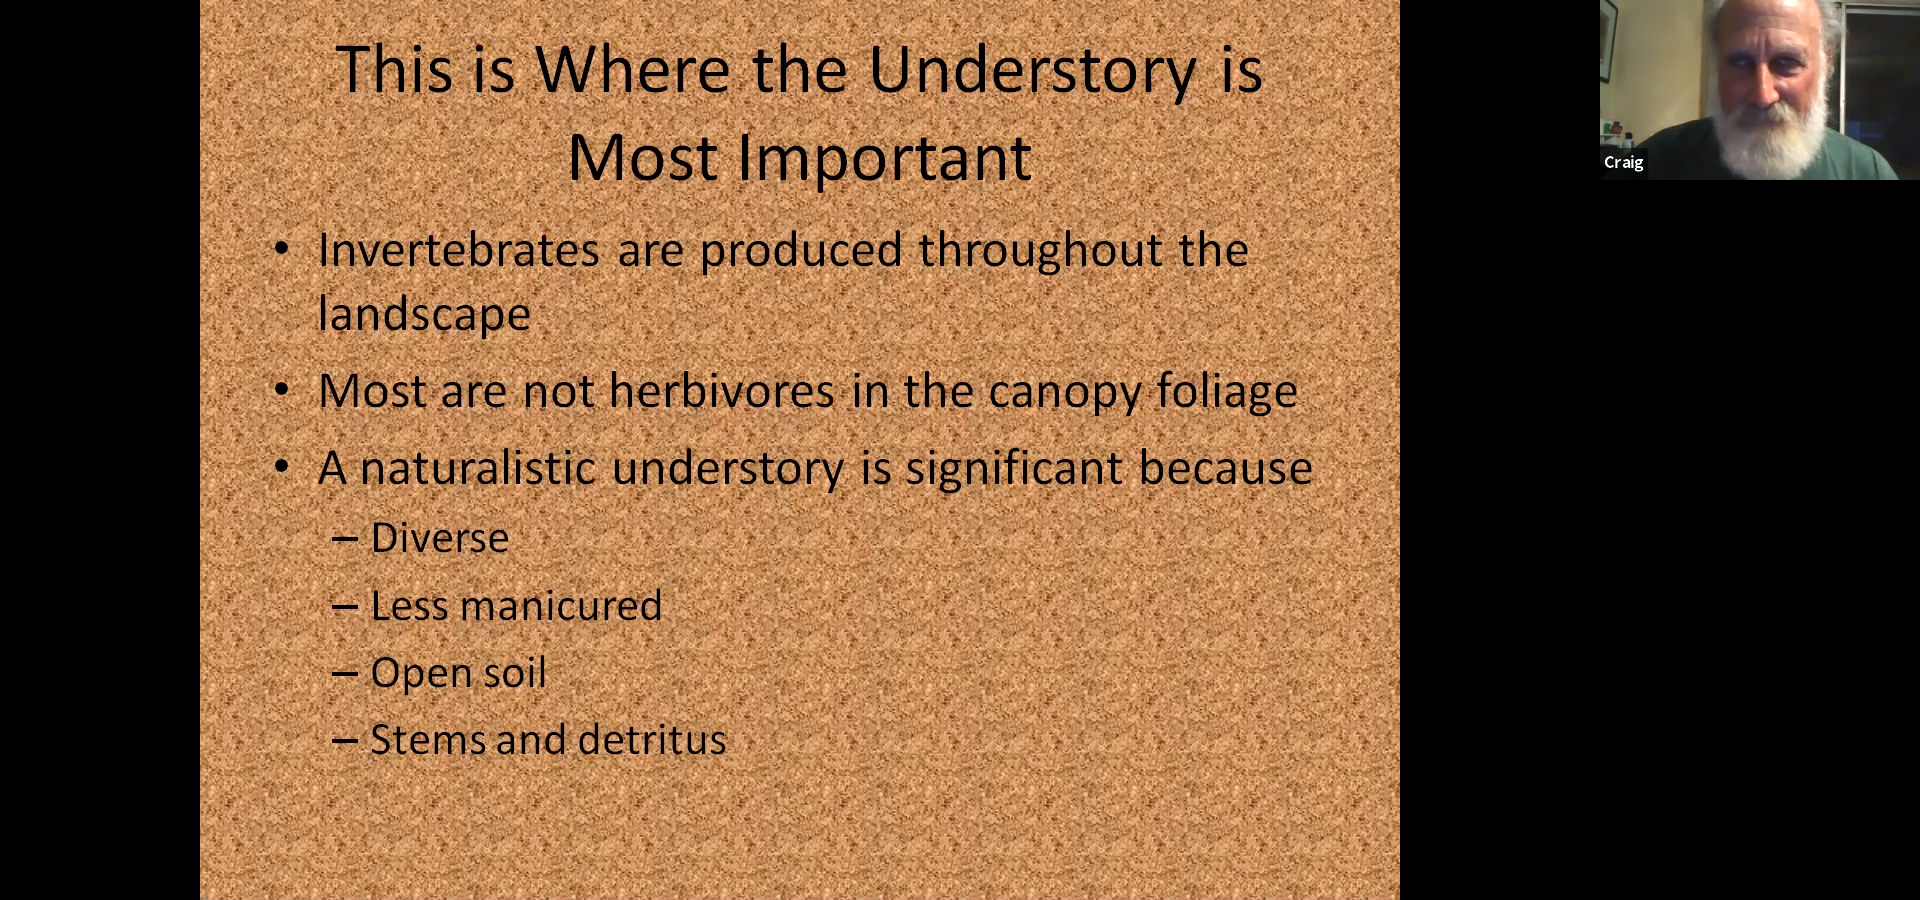 This is Where the Understory is
Most Important
• Invertebrates are produced throughout the
landscape
• Most are not herbivores in the canopy foliage
• A naturalistic understory is significant because
– Diverse
– Less manicured
– Open soil
– Stems and detritus
Craig